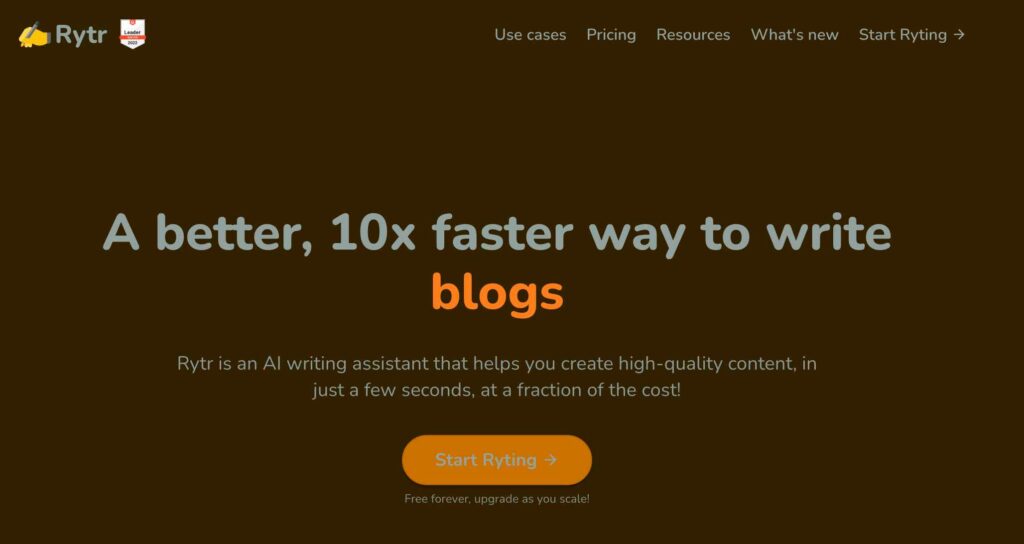 Rytr
Leader
2023
Use cases
Pricing
Resources
What's new
Start Ryting →
A better, 10x faster way to write
blogs
Rytr is an AI writing assistant that helps you create high-quality content, in
just a few seconds, at a fraction of the cost!
Start Ryting →
Free forever, upgrade as you scale!